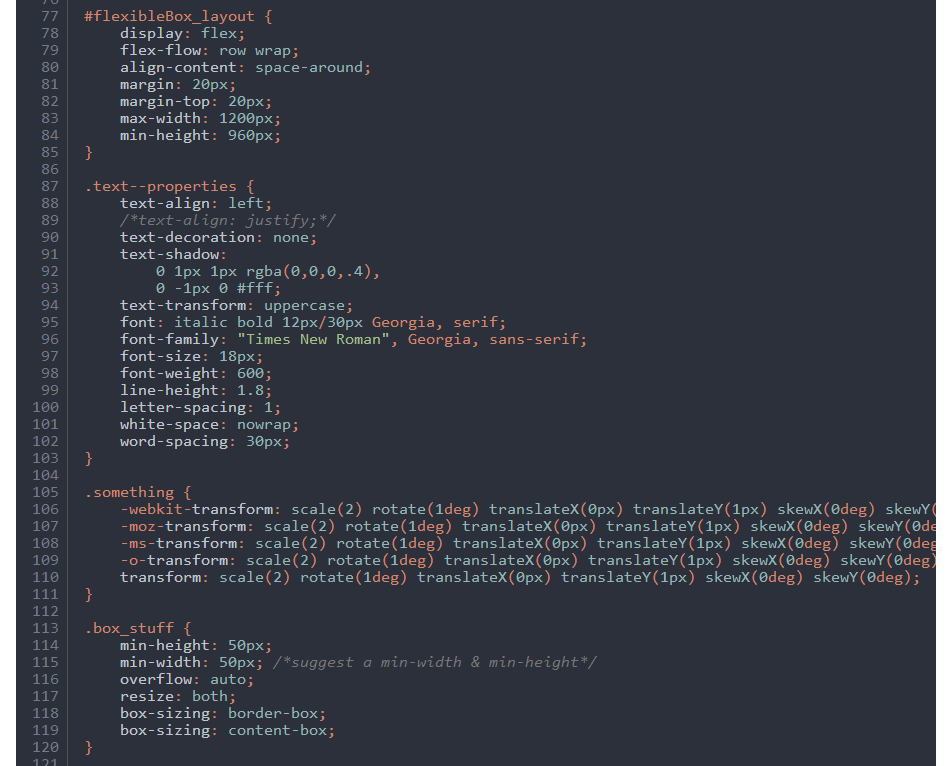 77 #flexibleBox_layout {
78 display: flex;
79 flex-flow: row wrap;
80 align-content: space-around;
81 margin: 20px;
82 margin-top: 20px;
83 max-width: 1200px;
84 min-height: 960px;
85 }
86
87 .text--properties {
88 text-align: left;
89 /*text-align: justify;*/
90 text-decoration: none;
91 text-shadow:
92 0 1px 1px rgba(0,0,0,.4),
93 0 -1px 0 #fff;
94 text-transform: uppercase;
95 font: italic bold 12px/30px Georgia, serif;
96 font-family: "Times New Roman", Georgia, sans-serif;
97 font-size: 18px;
98 font-weight: 600;
99 line-height: 1.8;
100 letter-spacing: 1;
101 white-space: nowrap;
102 word-spacing: 30px;
103 }
104
105 .something {
106 -webkit-transform: scale(2) rotate(1deg) translateX(0px) translateY(1px) skewX(0deg) skewY(
107 -moz-transform: scale(2) rotate(1deg) translateX(0px) translateY(1px) skewX(0deg) skewY(0de
108 -ms-transform: scale(2) rotate(1deg) translateX(0px) translateY(1px) skewX(0deg) skewY(0deg
109 -o-transform: scale(2) rotate(1deg) translateX(0px) translateY(1px) skewX(0deg) skewY(0deg)
110 transform: scale(2) rotate(1deg) translateX(0px) translateY(1px) skewX(0deg) skewY(0deg);
111 }
112
113 .box_stuff {
114 min-height: 50px;
115 min-width: 50px; /*suggest a min-width & min-height*/
116 overflow: auto;
117 resize: both;
118 box-sizing: border-box;
119 box-sizing: content-box;
120 }
121